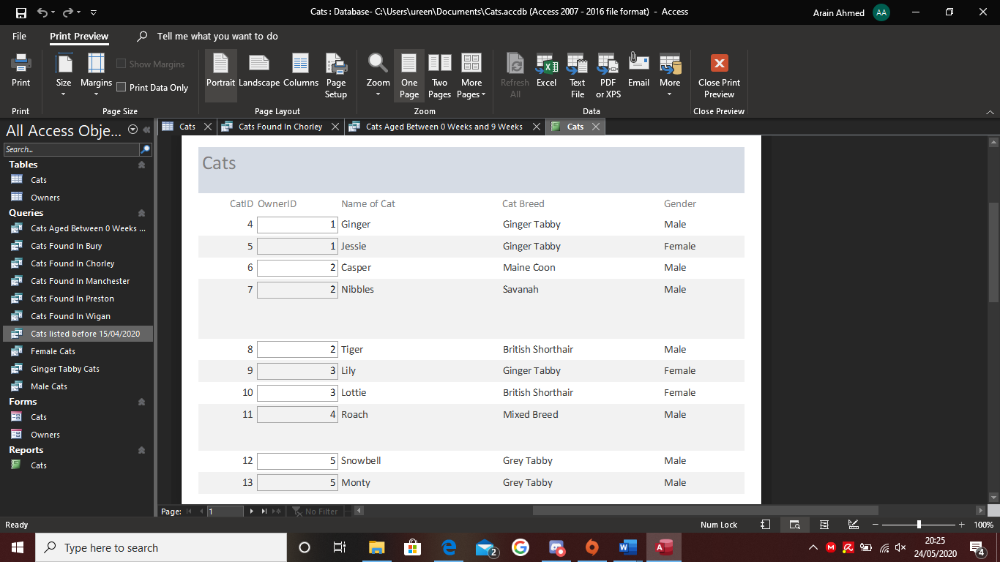 Cats : Database- C:\Users\ureen\Documents\Cats.accdb (Access 2007 - 2016 file format)  -  Access
Arain Ahmed AA
File Print Preview Tell me what you want to do
Print Size Margins Show Margins Print Data Only Portrait Landscape Columns Page Setup Zoom One Page Two Pages More Pages Refresh All Excel Text File PDF or XPS Email More Close Print Preview
Print Page Size Page Layout Zoom Data Close Preview
All Access Obje...
Search...
Tables
Cats
Owners
Queries
Cats Aged Between 0 Weeks ...
Cats Found In Bury
Cats Found In Chorley
Cats Found In Manchester
Cats Found In Preston
Cats Found In Wigan
Cats listed before 15/04/2020
Female Cats
Ginger Tabby Cats
Male Cats
Forms
Cats
Owners
Reports
Cats
Cats Cats Found In Chorley Cats Aged Between 0 Weeks and 9 Weeks Cats
Cats
CatID OwnerID Name of Cat Cat Breed Gender
4 1 Ginger Ginger Tabby Male
5 1 Jessie Ginger Tabby Female
6 2 Casper Maine Coon Male
7 2 Nibbles Savanah Male
8 2 Tiger British Shorthair Male
9 3 Lily Ginger Tabby Female
10 3 Lottie British Shorthair Female
11 4 Roach Mixed Breed Male
12 5 Snowbell Grey Tabby Male
13 5 Monty Grey Tabby Male
Page: 1 No Filter
Ready Num Lock 100%
Type here to search 2 20:25
24/05/2020 4